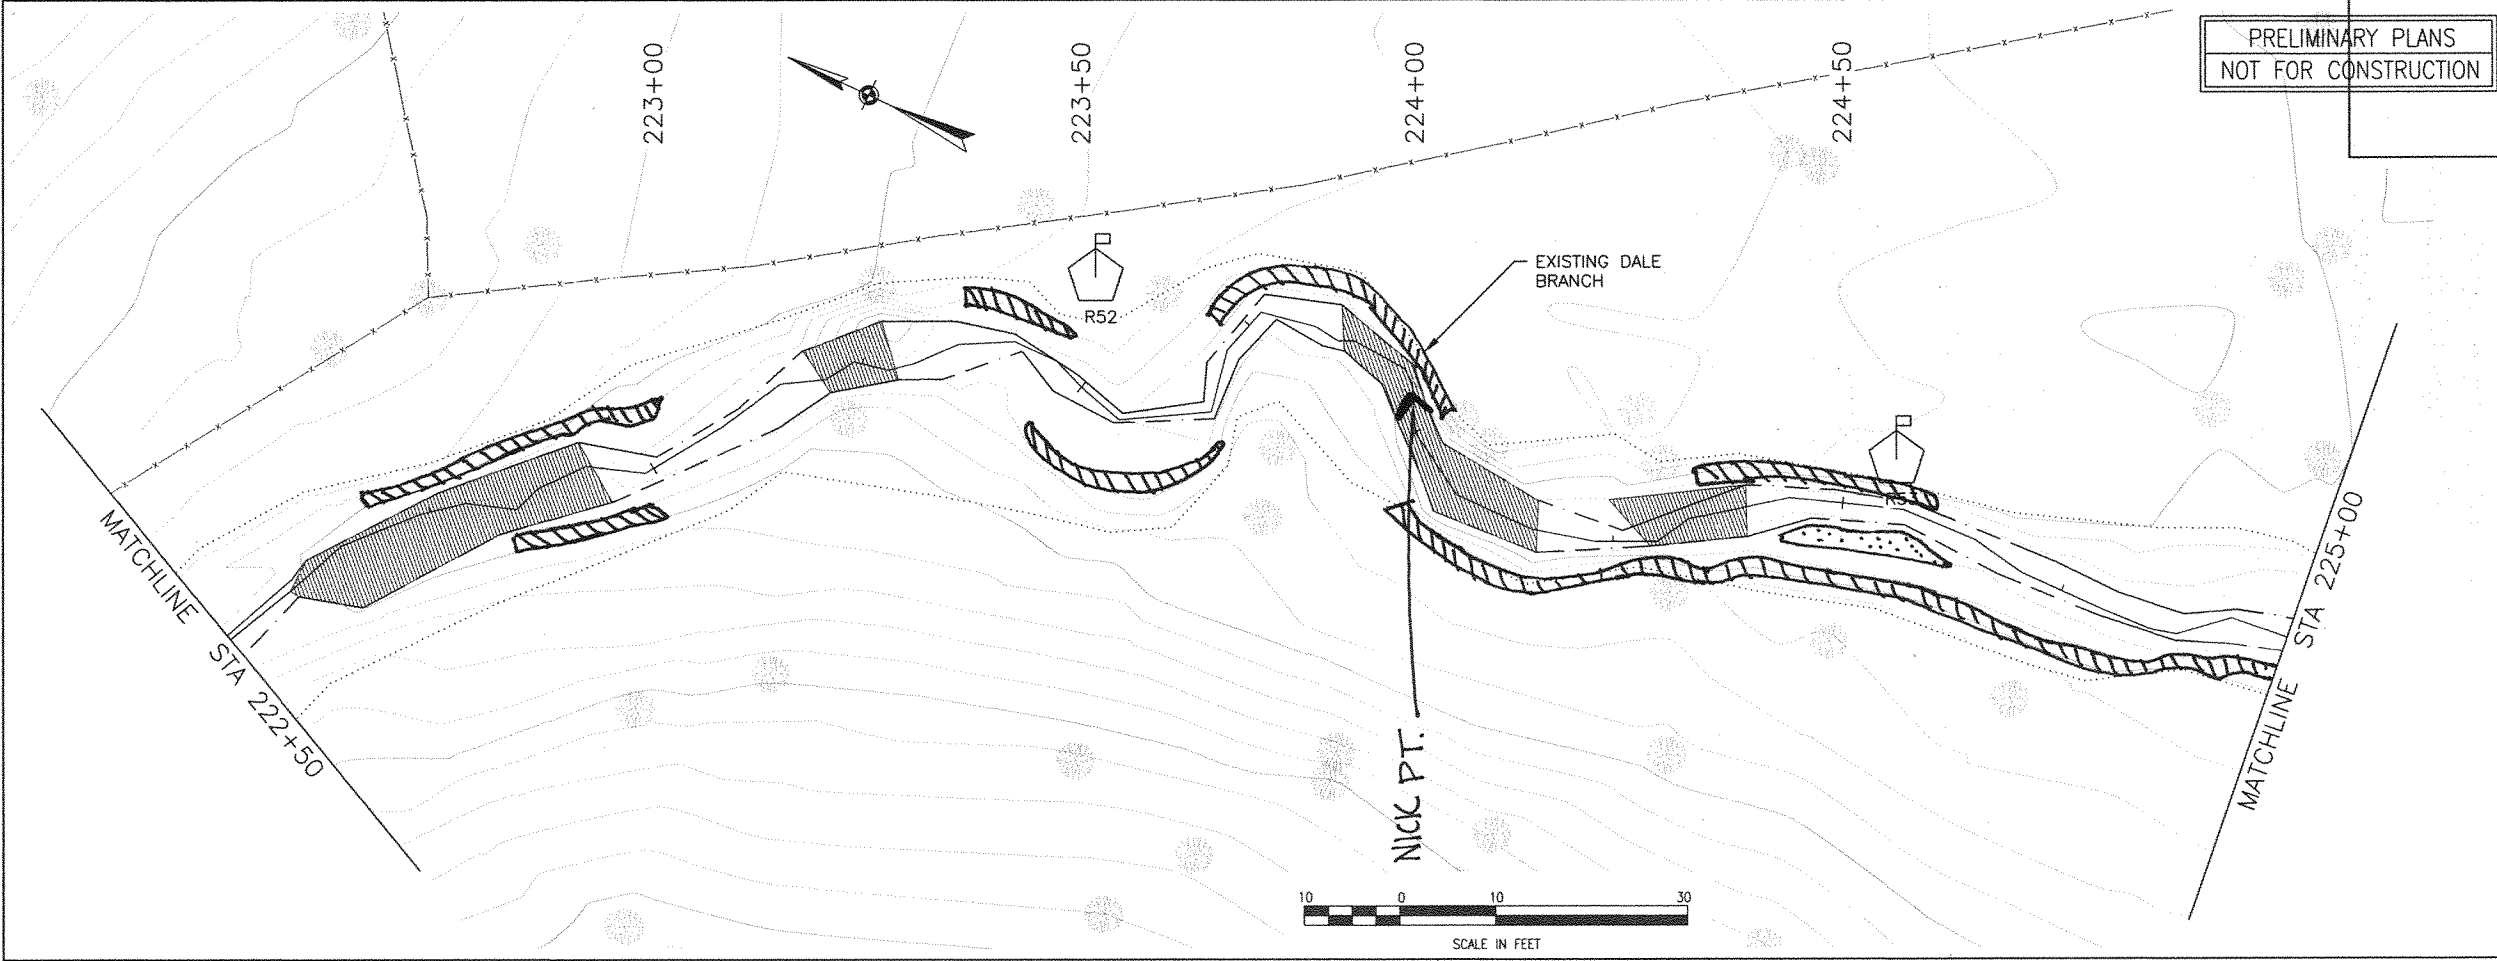 PRELIMINARY PLANS
NOT FOR CONSTRUCTION
223+00
223+50
224+00
224+50
EXISTING DALE
BRANCH
R52
MATCHLINE STA 222+50
MATCHLINE STA 225+00
NICK PT.
10 0 10 30
SCALE IN FEET